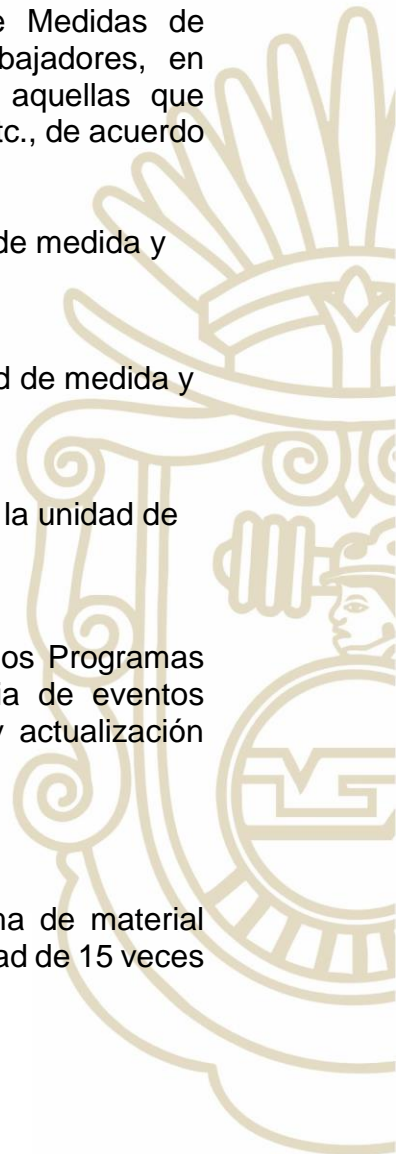 e Medidas de
bajadores, en
aquellas que
tc., de acuerdo
de medida y
d de medida y
la unidad de
os Programas
ia de eventos
y actualización
na de material
ad de 15 veces